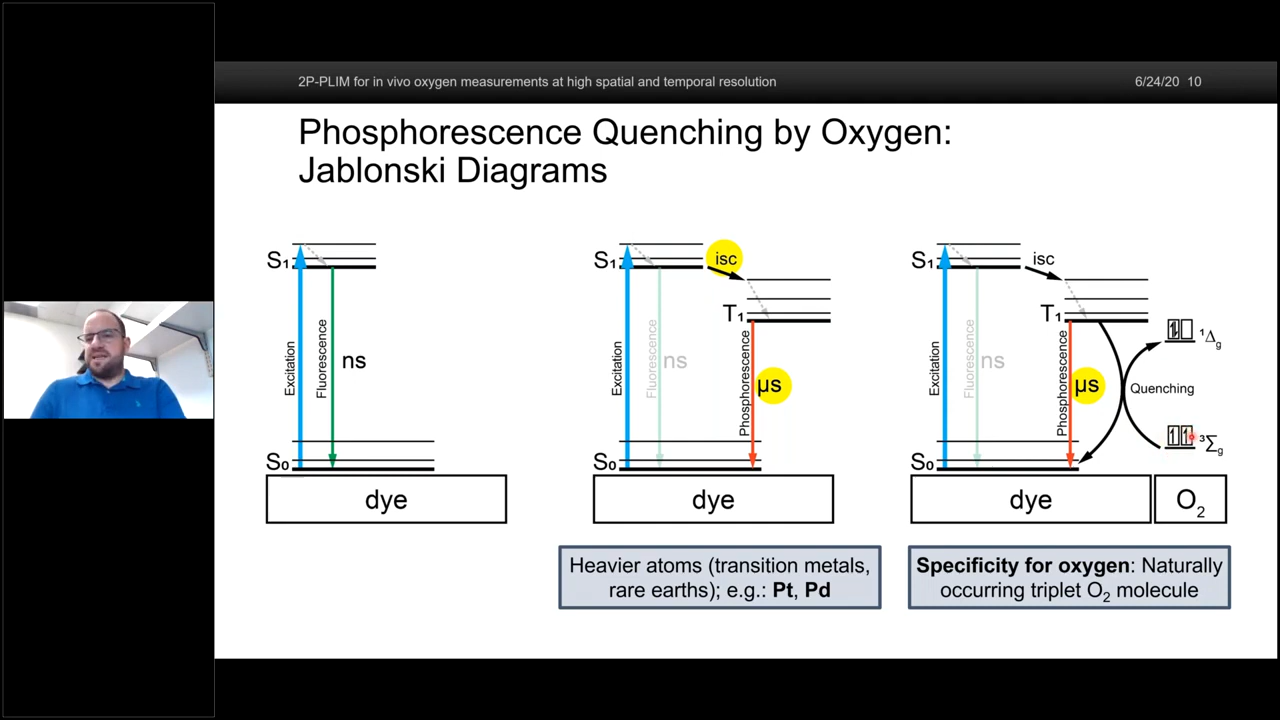 2P-PLIM for in vivo oxygen measurements at high spatial and temporal resolution
6/24/20 10
Phosphorescence Quenching by Oxygen:
Jablonski Diagrams
S₁
Excitation
Fluorescence
ns
S₀
dye
S₁
isc
T₁
Excitation
Fluorescence
ns
Phosphorescence
μs
S₀
dye
Heavier atoms (transition metals,
rare earths); e.g.: Pt, Pd
S₁
isc
T₁
Excitation
Fluorescence
ns
Phosphorescence
μs
Quenching
¹Δg
³Σg
S₀
dye
O₂
Specificity for oxygen: Naturally
occurring triplet O₂ molecule